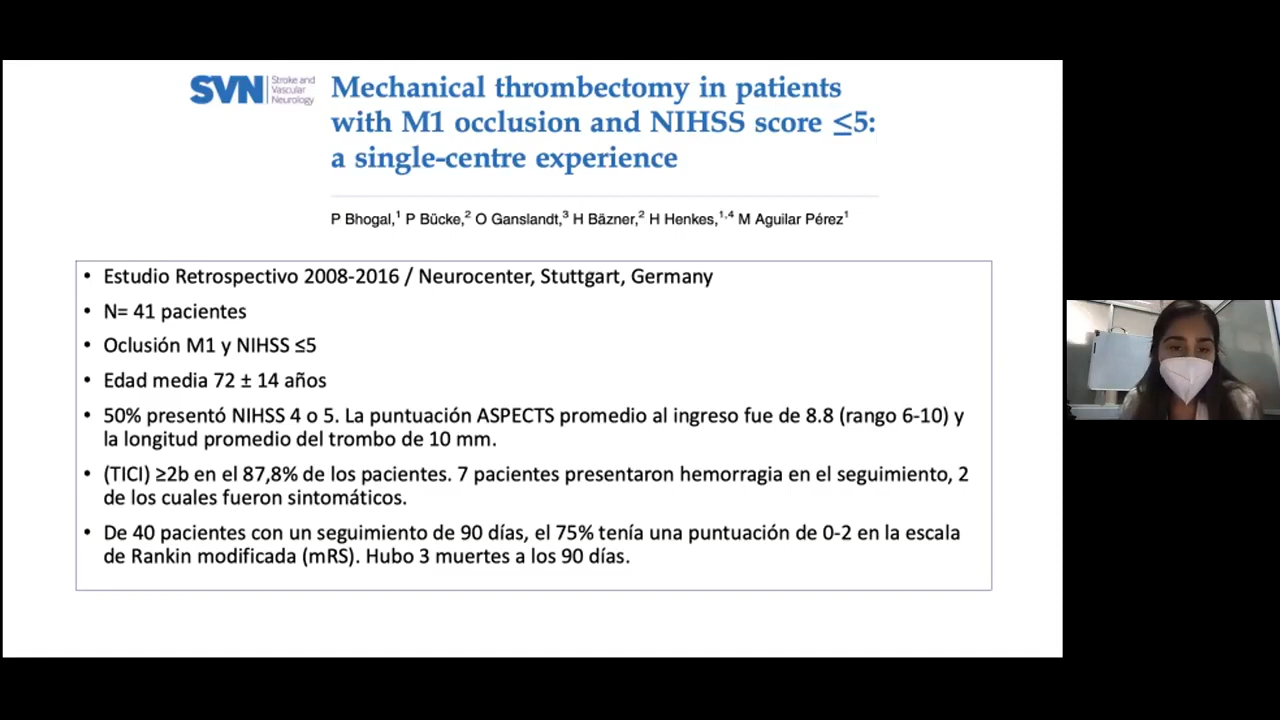 SVN
Stroke and
Vascular
Neurology
Mechanical thrombectomy in patients
with M1 occlusion and NIHSS score ≤5:
a single-centre experience
P Bhogal,¹ P Bücke,² O Ganslandt,³ H Bäzner,² H Henkes,¹,⁴ M Aguilar Pérez¹
• Estudio Retrospectivo 2008-2016 / Neurocenter, Stuttgart, Germany
• N= 41 pacientes
• Oclusión M1 y NIHSS ≤5
• Edad media 72 ± 14 años
• 50% presentó NIHSS 4 o 5. La puntuación ASPECTS promedio al ingreso fue de 8.8 (rango 6-10) y
la longitud promedio del trombo de 10 mm.
• (TICI) ≥2b en el 87,8% de los pacientes. 7 pacientes presentaron hemorragia en el seguimiento, 2
de los cuales fueron sintomáticos.
• De 40 pacientes con un seguimiento de 90 días, el 75% tenía una puntuación de 0-2 en la escala
de Rankin modificada (mRS). Hubo 3 muertes a los 90 días.